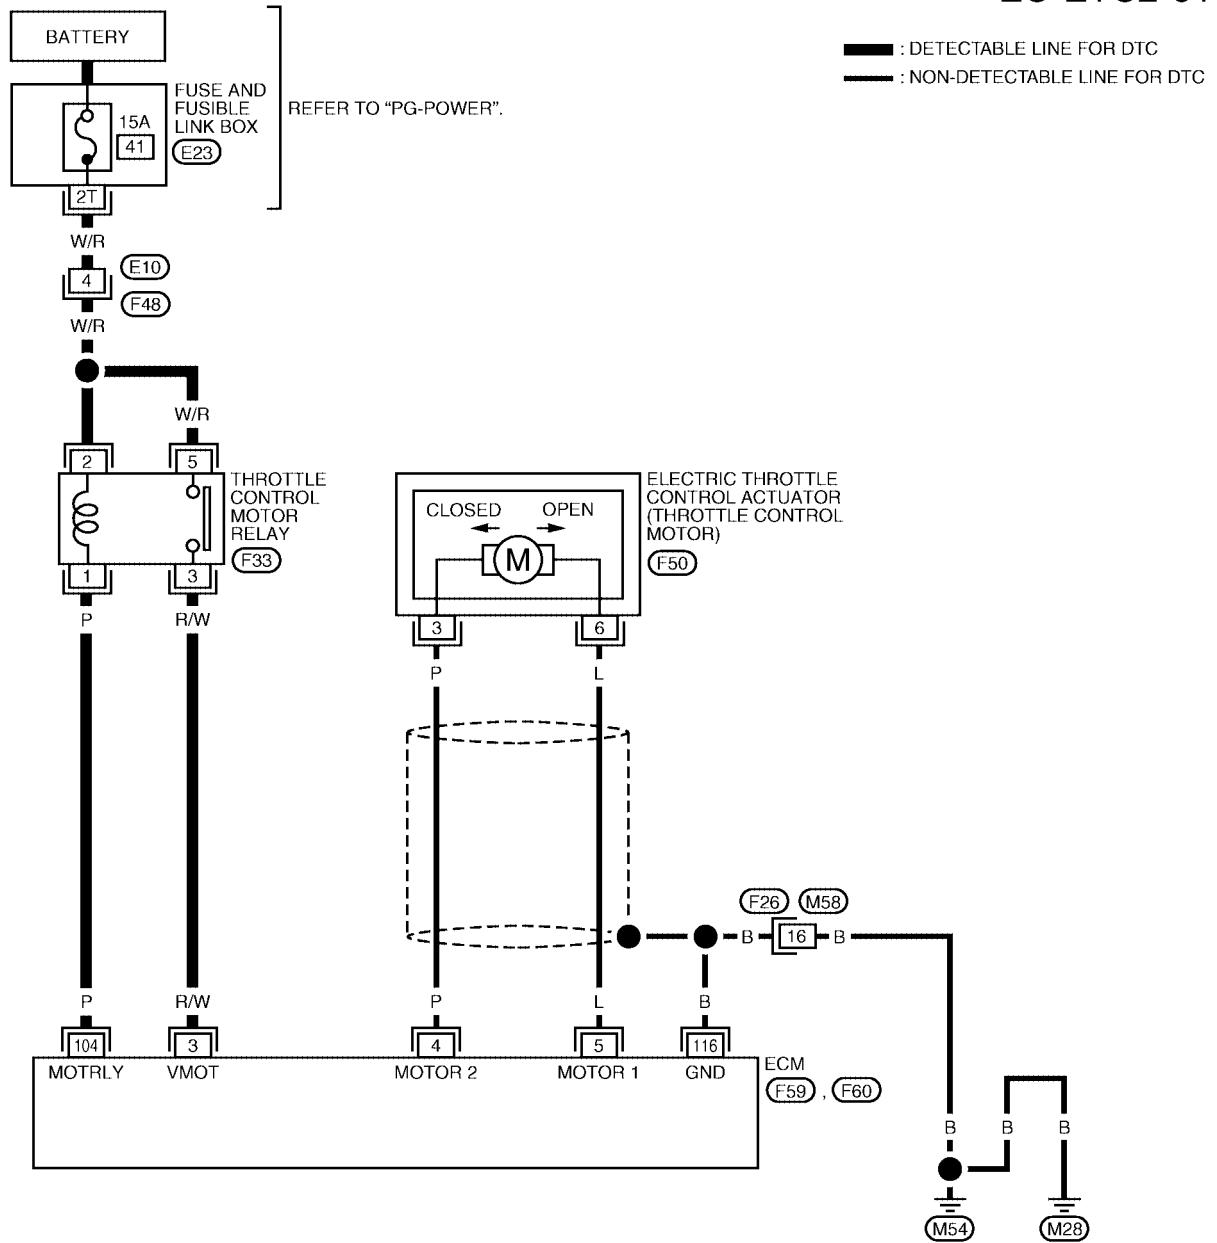 BATTERY
: DETECTABLE LINE FOR DTC
: NON-DETECTABLE LINE FOR DTC
FUSE AND
FUSIBLE
LINK BOX
E23
REFER TO “PG-POWER”.
15A
41
2T
W/R
E10
4
F48
W/R
W/R
2
5
THROTTLE
CONTROL
MOTOR
RELAY
F33
1
3
P
R/W
ELECTRIC THROTTLE
CONTROL ACTUATOR
(THROTTLE CONTROL
MOTOR)
F50
CLOSED
OPEN
M
3
6
P
L
F26
M58
B
16
B
P
R/W
P
L
B
104
3
4
5
116
MOTRLY
VMOT
MOTOR 2
MOTOR 1
GND
ECM
F59 , F60
B
B
B
M54
M28